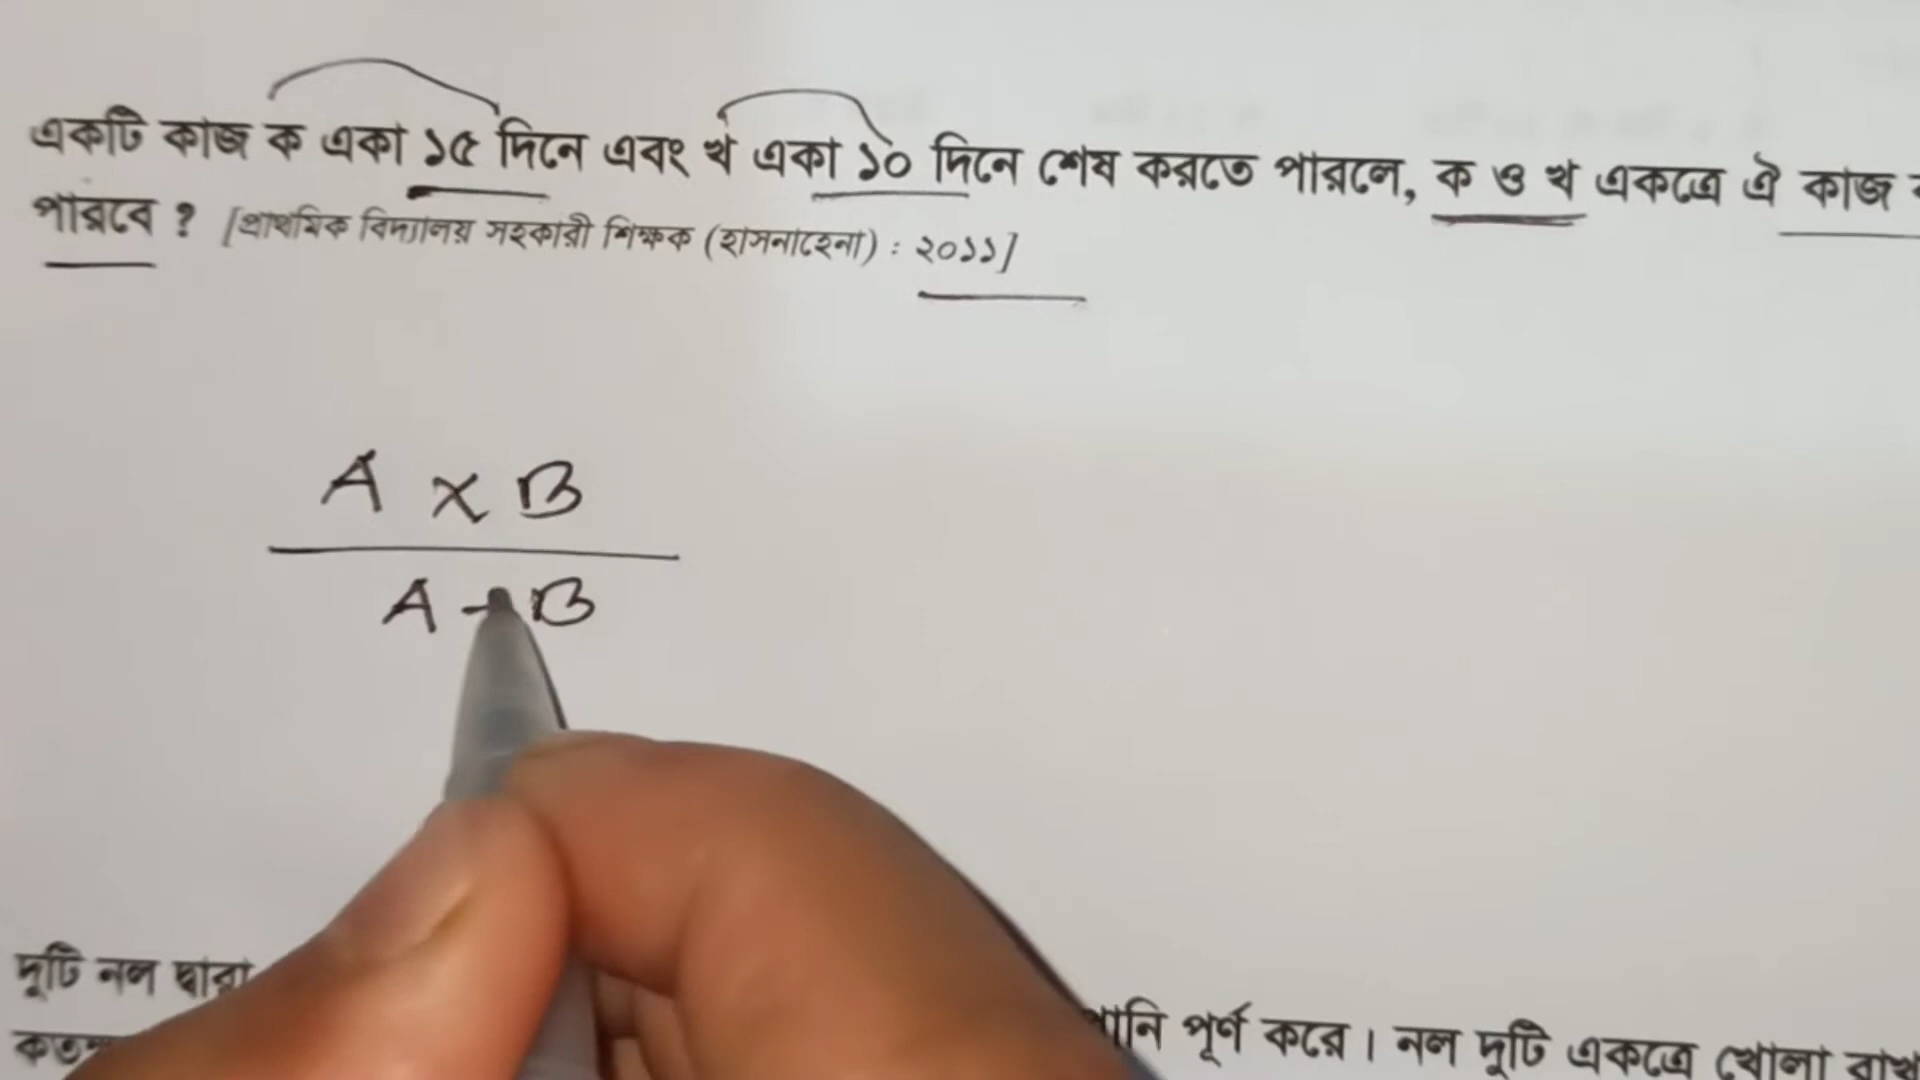 একটি কাজ ক একা ১৫ দিনে এবং খ একা ১০ দিনে শেষ করতে পারলে, ক ও খ একত্রে ঐ কাজ
পারবে ? [প্রাথমিক বিদ্যালয় সহকারী শিক্ষক (হাসনাহেনা) : ২০১১]
A × B
A + B
দুটি নল দ্বারা
পানি পূর্ণ করে। নল দুটি একত্রে খোলা